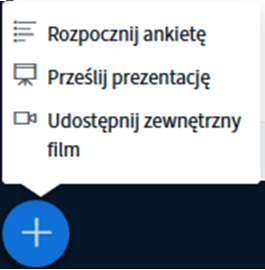 Rozpocznij ankietę
Prześlij prezentację
Udostępnij zewnętrzny
film